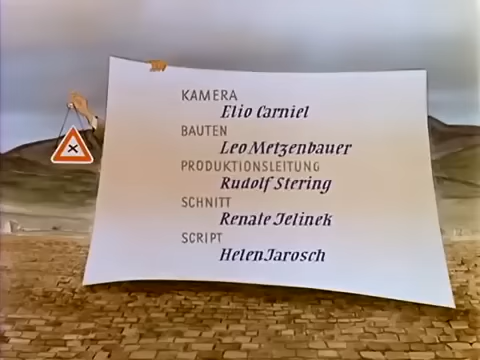 KAMERA
Elio Carniel
BAUTEN
Leo Metzenbauer
PRODUKTIONSLEITUNG
Rudolf Stering
SCHNITT
Renate Jelinek
SCRIPT
Helen Jarosch